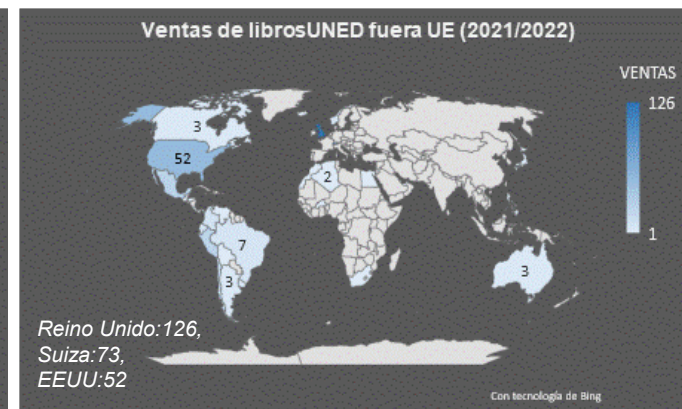 Ventas de librosUNED fuera UE (2021/2022)
VENTAS
126
1
3
52
2
7
3
3
Reino Unido:126,
Suiza:73,
EEUU:52
Con tecnología de Bing